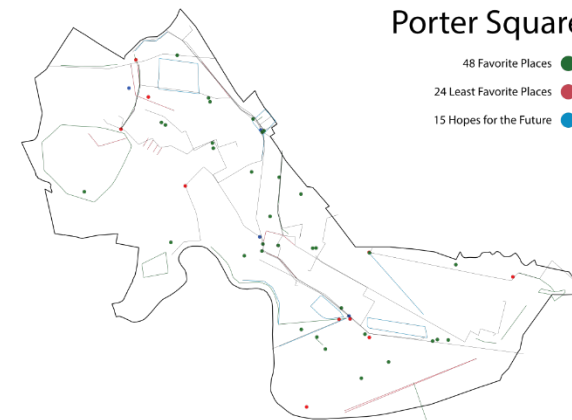 Porter Square
48 Favorite Places
24 Least Favorite Places
15 Hopes for the Future